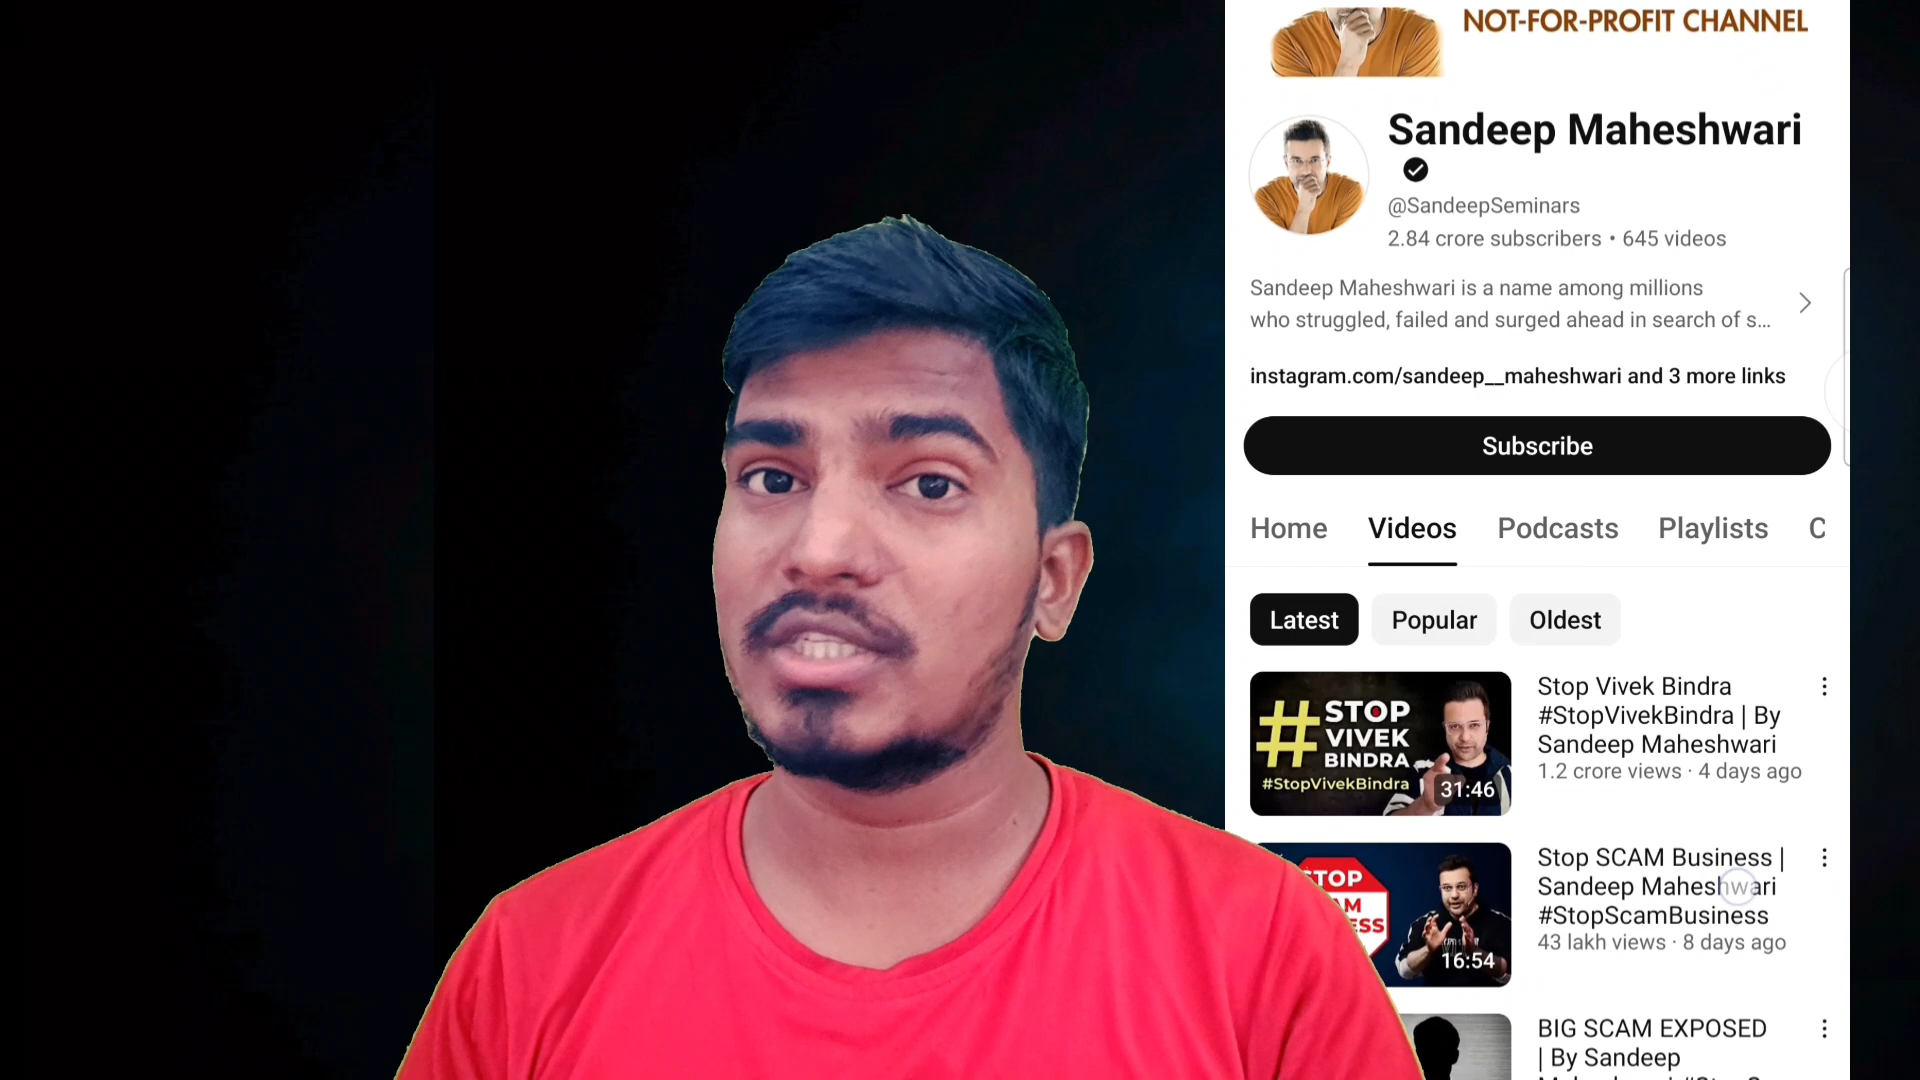 NOT-FOR-PROFIT CHANNEL
Sandeep Maheshwari
@SandeepSeminars
2.84 crore subscribers • 645 videos
Sandeep Maheshwari is a name among millions
who struggled, failed and surged ahead in search of s...
instagram.com/sandeep__maheshwari and 3 more links
Subscribe
Home Videos Podcasts Playlists C
Latest Popular Oldest
# STOP
VIVEK
BINDRA
#StopVivekBindra
31:46
Stop Vivek Bindra
#StopVivekBindra | By
Sandeep Maheshwari
1.2 crore views · 4 days ago
STOP
AM
ESS
16:54
Stop SCAM Business |
Sandeep Maheshwari
#StopScamBusiness
43 lakh views · 8 days ago
BIG SCAM EXPOSED
| By Sandeep